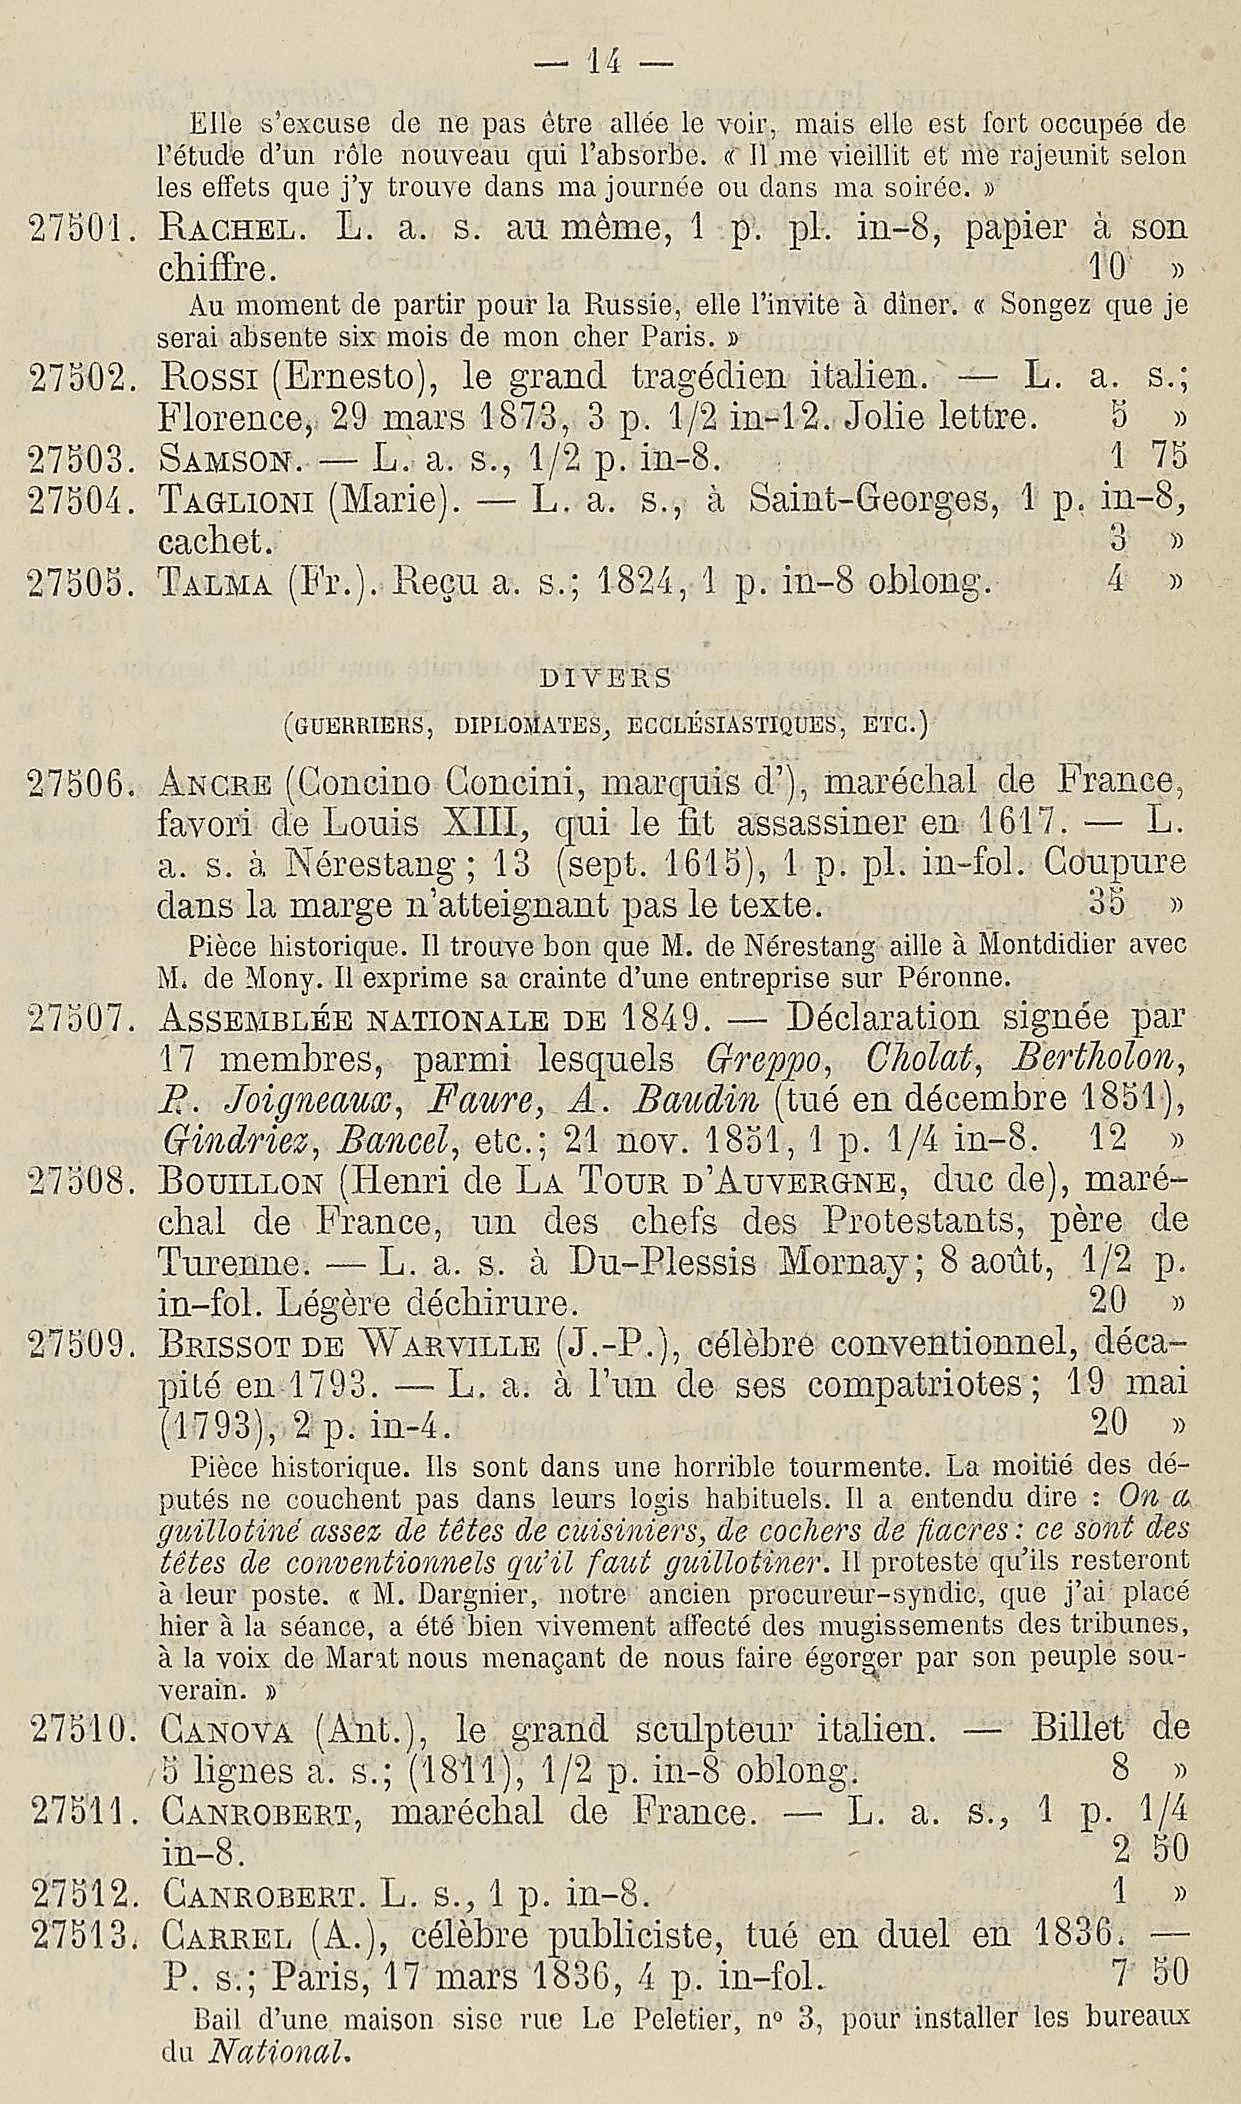 — 14 —
Elle s'excuse de ne pas être allée le voir, mais elle est fort occupée de
l'étude d'un rôle nouveau qui l'absorbe. « Il me vieillit et me rajeunit selon
les effets que j'y trouve dans ma journée ou dans ma soirée. »
27501. RACHEL. L. a. s. au même, 1 p. pl. in-8, papier à son
chiffre. 10 »
Au moment de partir pour la Russie, elle l'invite à dîner. « Songez que je
serai absente six mois de mon cher Paris. »
27502. ROSSI (Ernesto), le grand tragédien italien. — L. a. s.;
Florence, 29 mars 1873, 3 p. 1/2 in-12. Jolie lettre. 5 »
27503. SAMSON. — L. a. s., 1/2 p. in-8. 1 75
27504. TAGLIONI (Marie). — L. a. s., à Saint-Georges, 1 p. in-8,
cachet. 3 »
27505. TALMA (Fr.). Reçu a. s.; 1824, 1 p. in-8 oblong. 4 »
DIVERS
(GUERRIERS, DIPLOMATES, ECCLÉSIASTIQUES, ETC.)
27506. ANCRE (Concino Concini, marquis d'), maréchal de France,
favori de Louis XIII, qui le fit assassiner en 1617. — L.
a. s. à Nérestang; 13 (sept. 1615), 1 p. pl. in-fol. Coupure
dans la marge n'atteignant pas le texte. 35 »
Pièce historique. Il trouve bon que M. de Nérestang aille à Montdidier avec
M. de Mony. Il exprime sa crainte d'une entreprise sur Péronne.
27507. ASSEMBLÉE NATIONALE DE 1849. — Déclaration signée par
17 membres, parmi lesquels Greppo, Cholat, Bertholon,
P. Joigneaux, Faure, A. Baudin (tué en décembre 1851),
Gindriez, Bancel, etc.; 21 nov. 1851, 1 p. 1/4 in-8. 12 »
27508. BOUILLON (Henri de LA TOUR D'AUVERGNE, duc de), maré-
chal de France, un des chefs des Protestants, père de
Turenne. — L. a. s. à Du-Plessis Mornay; 8 août, 1/2 p.
in-fol. Légère déchirure. 20 »
27509. BRISSOT DE WARVILLE (J.-P.), célèbre conventionnel, déca-
pité en 1793. — L. a. à l'un de ses compatriotes; 19 mai
(1793), 2 p. in-4. 20 »
Pièce historique. Ils sont dans une horrible tourmente. La moitié des dé-
putés ne couchent pas dans leurs logis habituels. Il a entendu dire : On a
guillotiné assez de têtes de cuisiniers, de cochers de fiacres : ce sont des
têtes de conventionnels qu'il faut guillotiner. Il proteste qu'ils resteront
à leur poste. « M. Dargnier, notre ancien procureur-syndic, que j'ai placé
hier à la séance, a été bien vivement affecté des mugissements des tribunes,
à la voix de Marat nous menaçant de nous faire égorger par son peuple sou-
verain. »
27510. CANOVA (Ant.), le grand sculpteur italien. — Billet de
5 lignes a. s.; (1811), 1/2 p. in-8 oblong. 8 »
27511. CANROBERT, maréchal de France. — L. a. s., 1 p. 1/4
in-8. 2 50
27512. CANROBERT. L. s., 1 p. in-8. 1 »
27513. CARREL (A.), célèbre publiciste, tué en duel en 1836. —
P. s.; Paris, 17 mars 1836, 4 p. in-fol. 7 50
Bail d'une maison sise rue Le Peletier, n° 3, pour installer les bureaux
du National.